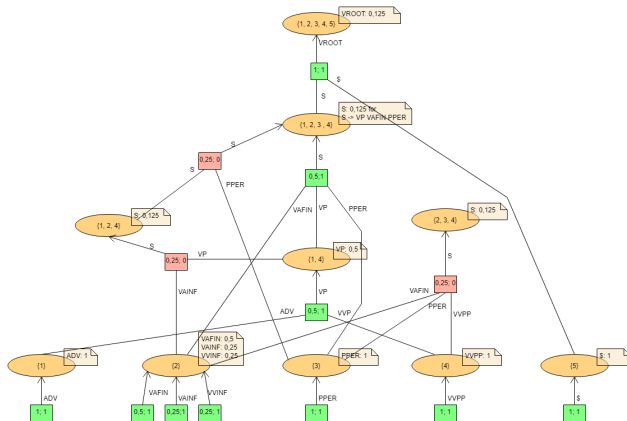 {1, 2, 3, 4, 5}
VROOT: 0,125
VROOT
1; 1
$
S
{1, 2, 3 , 4}
S: 0,125 for
S -> VP VAFIN PPER
S
0,25; 0
S
S
PPER
0,5;1
VAFIN
VP
PPER
{1, 2, 4}
S: 0,125
{2, 3, 4}
S: 0,125
S
0,25; 0
VP
{1, 4}
VP: 0,5
S
VAINF
VP
VAFIN
0,25; 0
PPER
VVPP
ADV
0,5; 1
VVP
{1}
ADV: 1
{2}
VAFIN: 0,5
VAINF: 0,25
VVINF: 0,25
{3}
PPER: 1
{4}
VVPP: 1
{5}
$: 1
ADV
VAFIN
VAINF
VVINF
PPER
VVPP
$
1; 1
0,5; 1
0,25;1
0,25; 1
1; 1
1; 1
1; 1